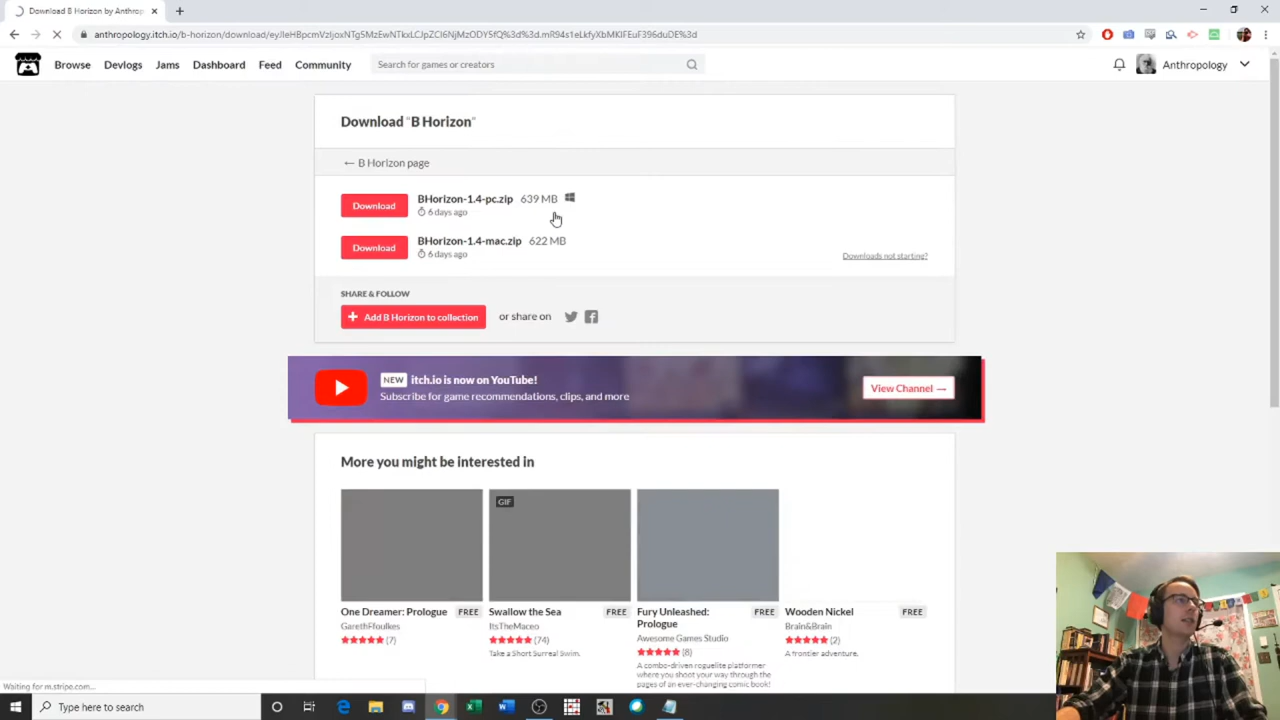 Download B Horizon by Anthrop
anthropology.itch.io/b-horizon/download/eyJleHBpcmVzIjoxNTg5MzEwNTkxLCJpZCI6NjMzODY5fQ%3d%3d.mR94s1eLkfyXbMKIFEuF396duDE%3d
Browse Devlogs Jams Dashboard Feed Community Search for games or creators Anthropology
Download "B Horizon"
← B Horizon page
Download BHorizon-1.4-pc.zip 639 MB
6 days ago
Download BHorizon-1.4-mac.zip 622 MB
6 days ago
Downloads not starting?
SHARE & FOLLOW
Add B Horizon to collection or share on
NEW itch.io is now on YouTube!
Subscribe for game recommendations, clips, and more
View Channel →
More you might be interested in
GIF
One Dreamer: Prologue FREE
GarethFfoulkes
(7)
Swallow the Sea FREE
ItsTheMaceo
(74)
Take a Short Surreal Swim.
Fury Unleashed: Prologue FREE
Awesome Games Studio
(8)
A combo-driven roguelite platformer
where you shoot your way through the
pages of an ever-changing comic book!
Wooden Nickel FREE
Brain&Brain
(2)
A frontier adventure.
Waiting for m.stripe.com...
Type here to search